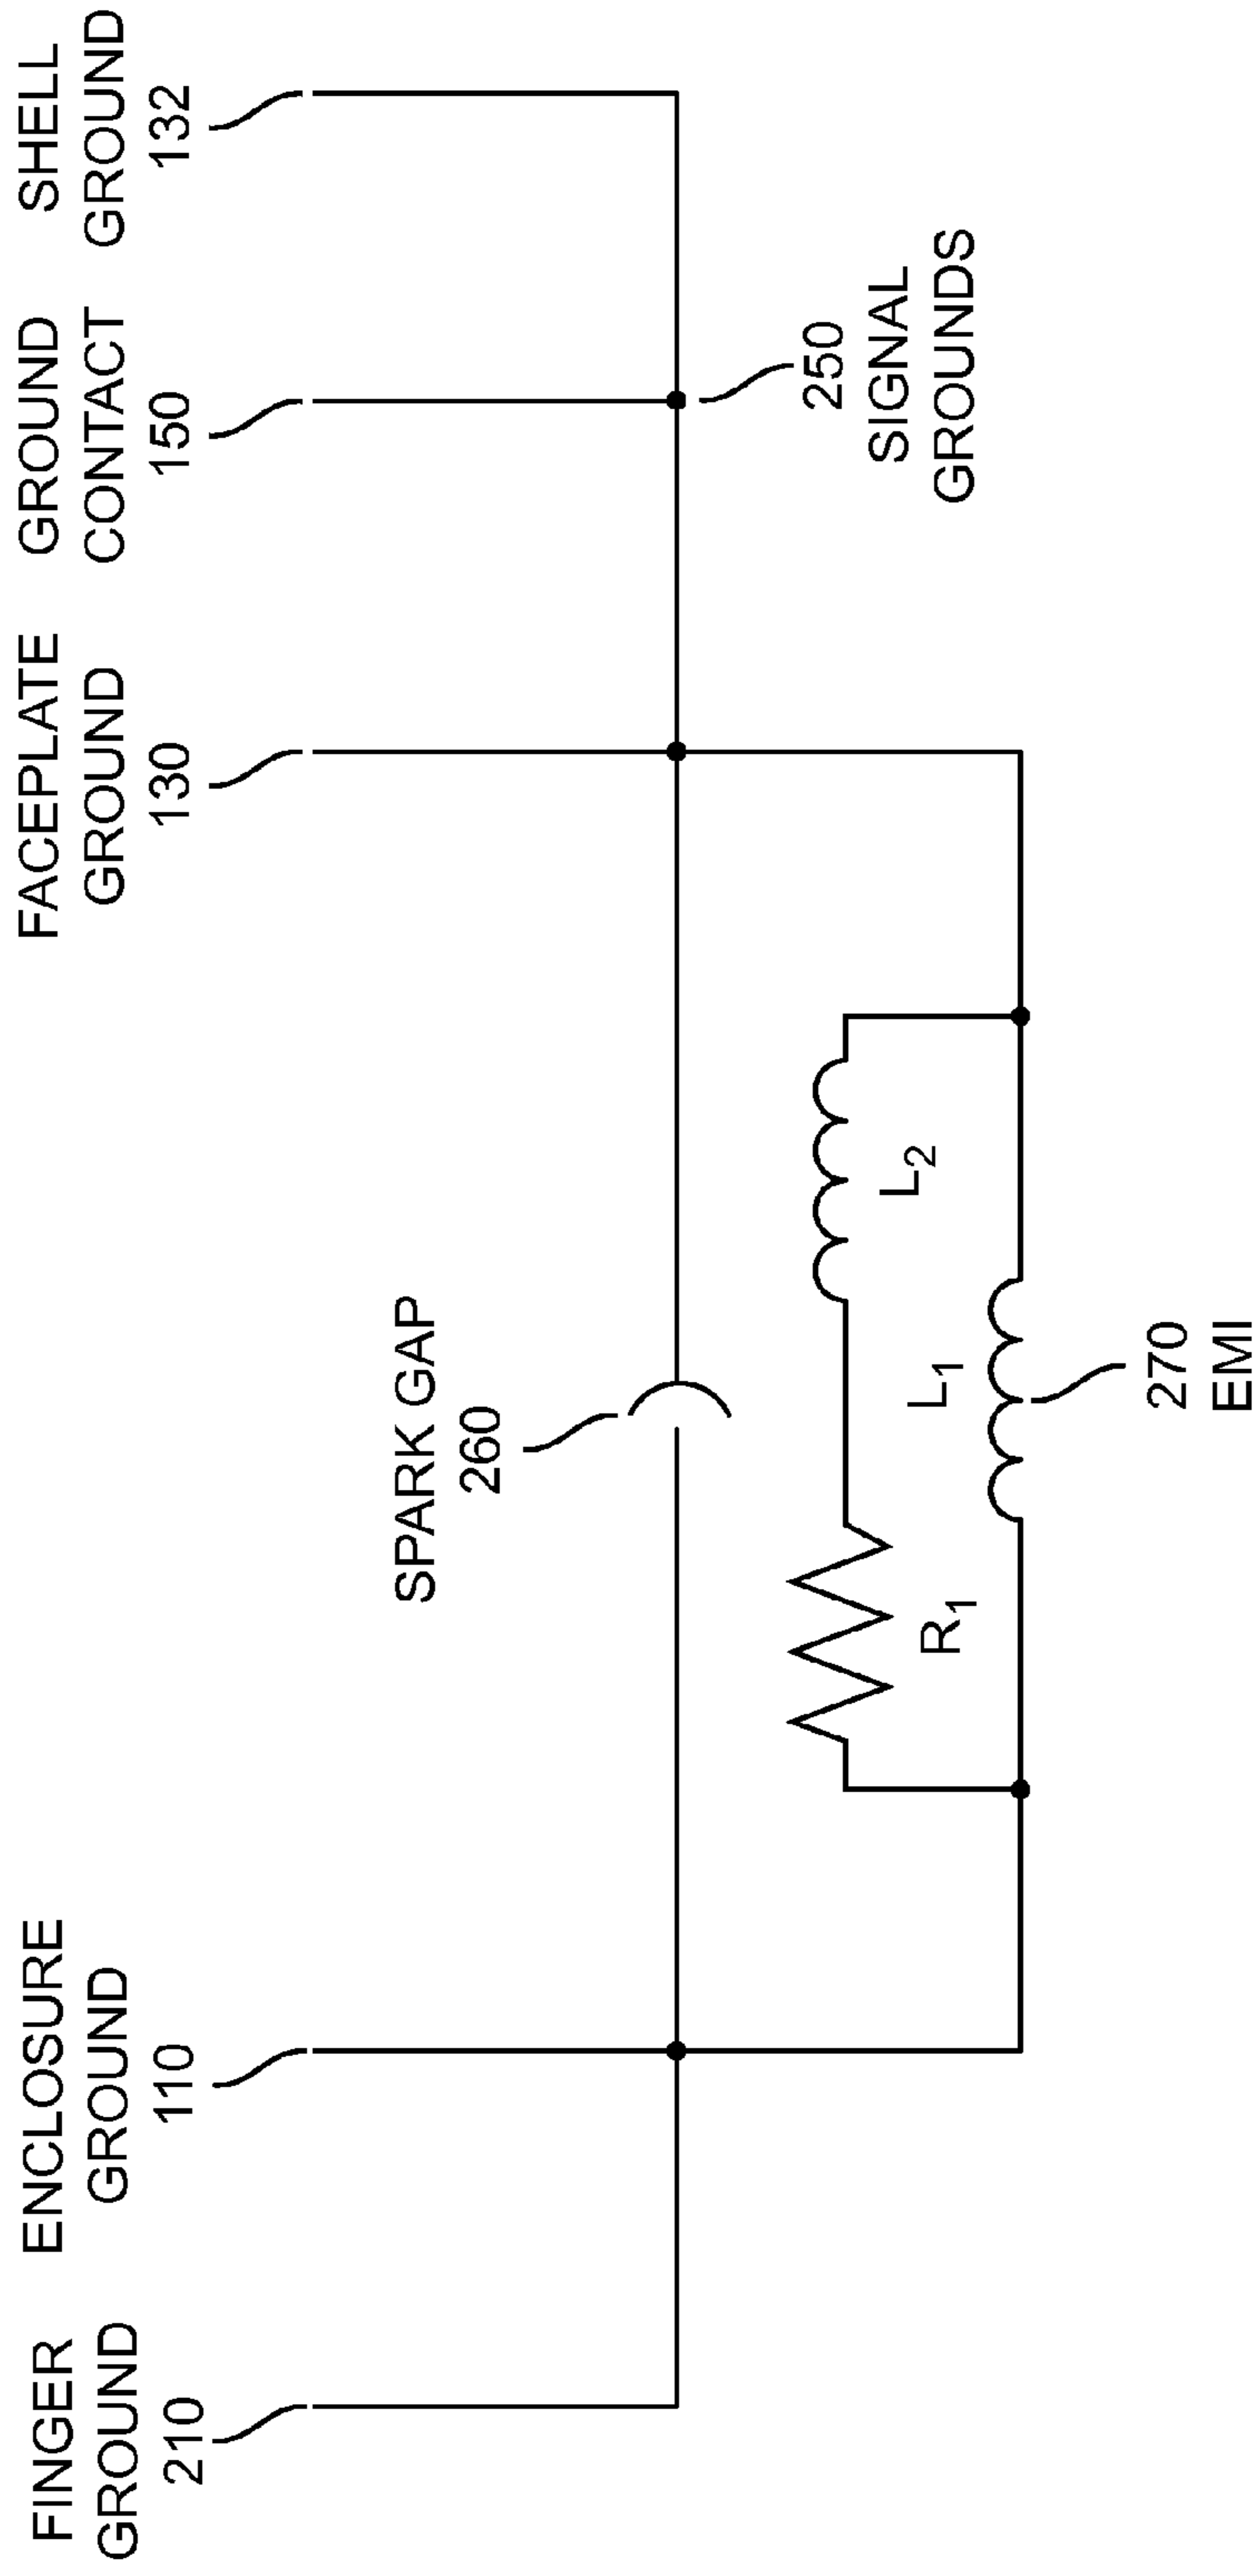 FINGER
GROUND
210
ENCLOSURE
GROUND
110
SPARK GAP
260
FACEPLATE
GROUND
130
GROUND
CONTACT
150
SHELL
GROUND
132
R1
L2
L1
270
EMI
250
SIGNAL
GROUNDS